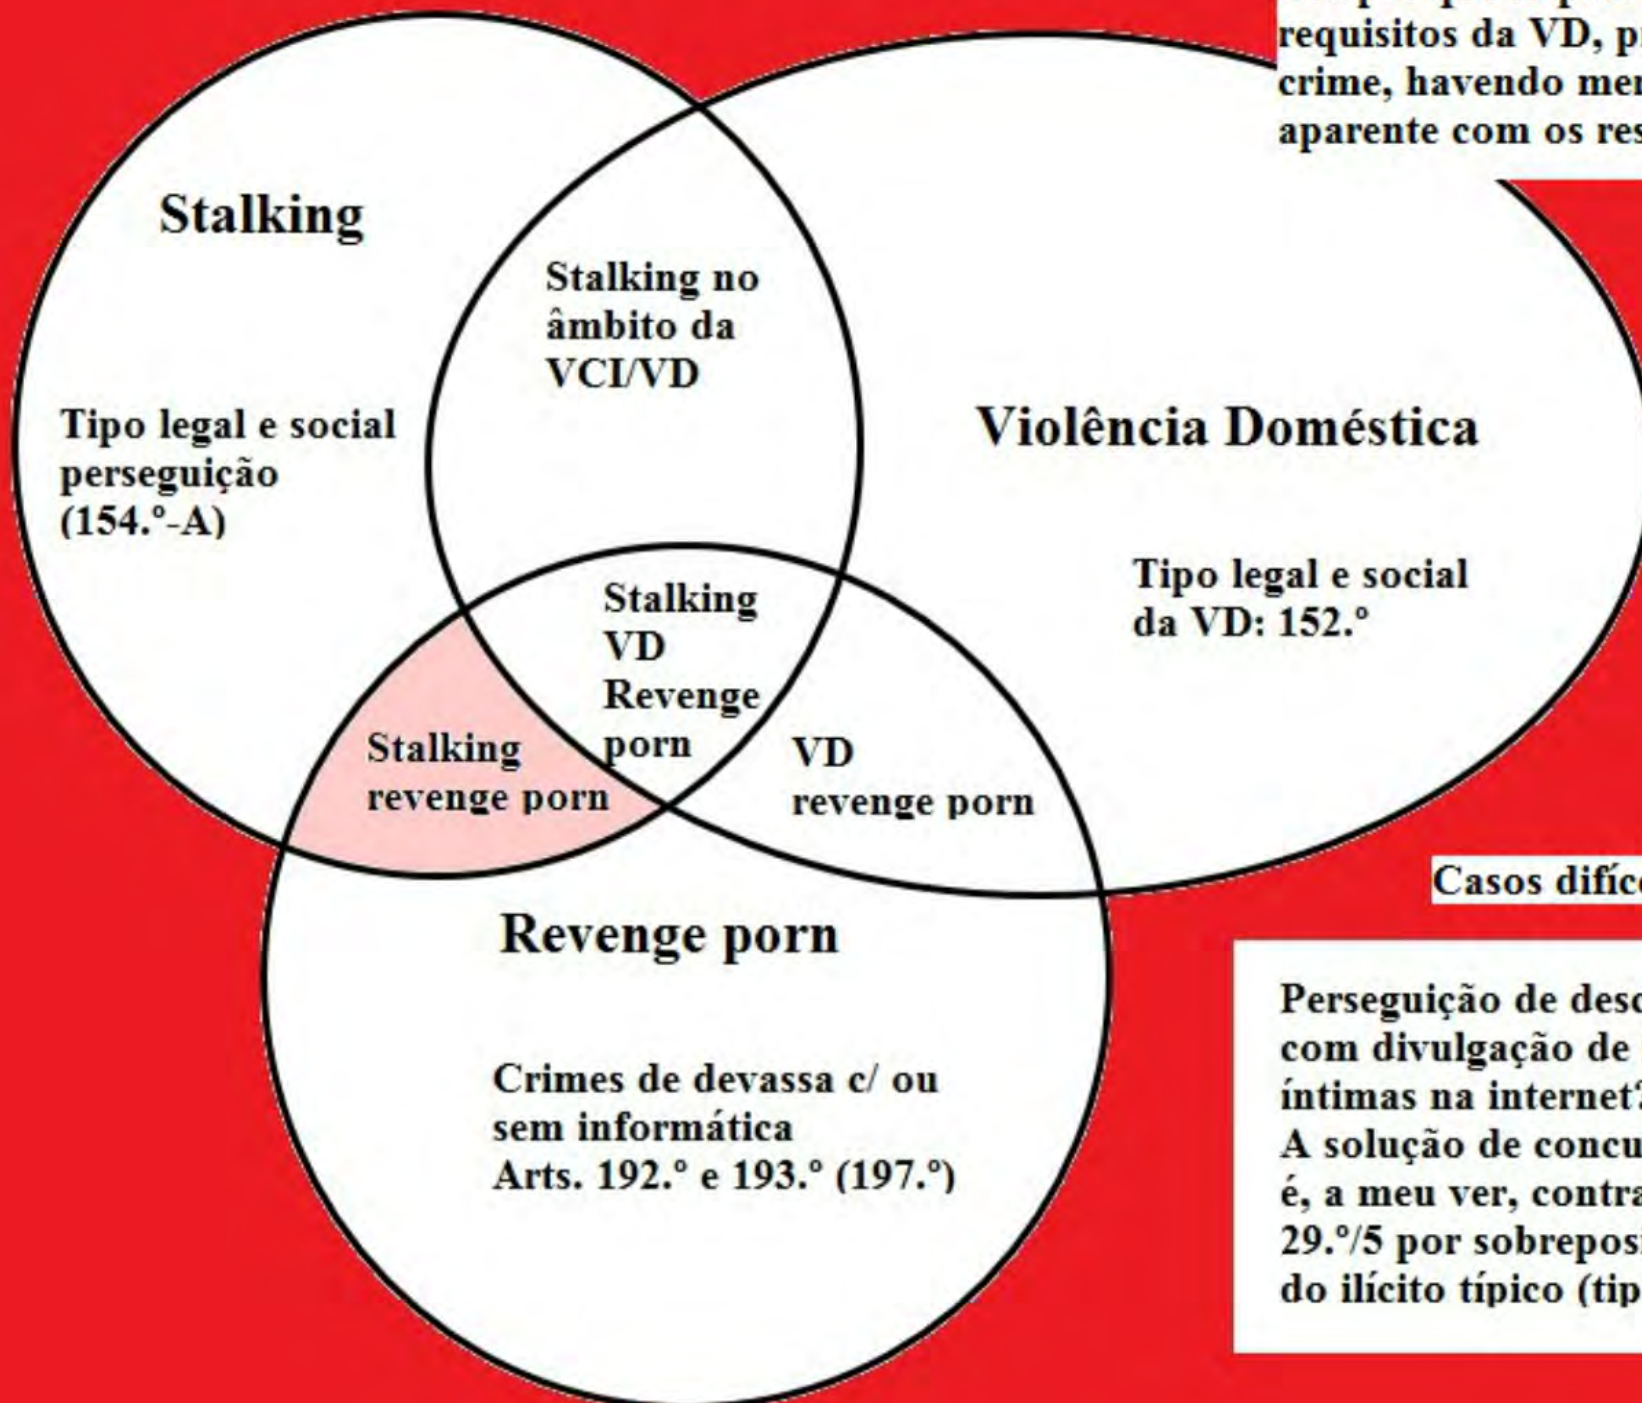 requisitos da VD,
crime, havendo
aparente com os
Stalking
Stalking no
âmbito da
VCI/VD
Tipo legal e social
perseguição
(154.º-A)
Violência Doméstica
Tipo legal e social
da VD: 152.º
Stalking
VD
Revenge
porn
Stalking
revenge porn
VD
revenge porn
Revenge porn
Crimes de devassa c/ ou
sem informática
Arts. 192.º e 193.º (197.º)
Casos
Perseguição de
com divulgação de
íntimas na internet?
A solução de
é, a meu ver,
29.º/5 por
do ilícito típico